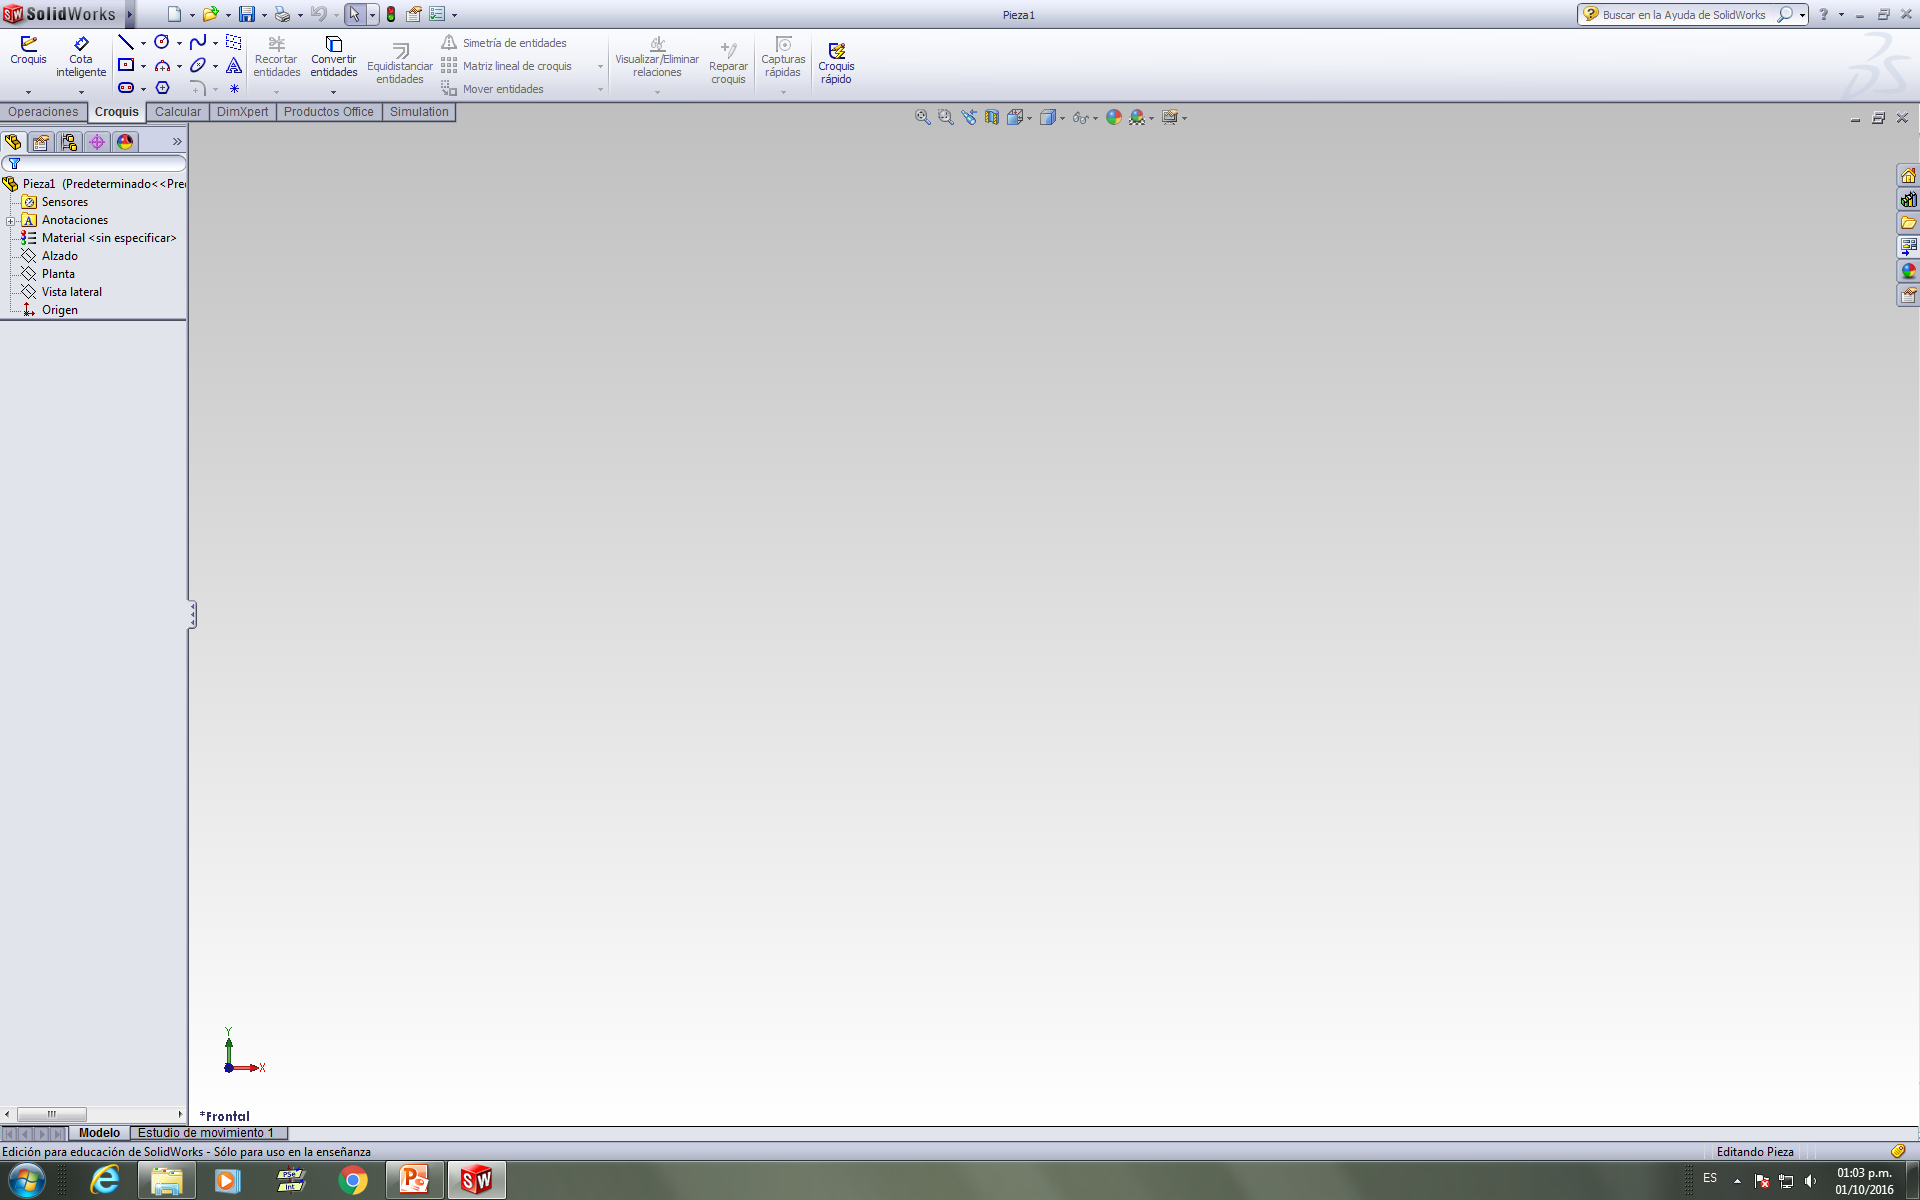 SolidWorks
Pieza1
Buscar en la Ayuda de SolidWorks
Croquis
Cota inteligente
Recortar entidades
Convertir entidades
Equidistanciar entidades
Simetría de entidades
Matriz lineal de croquis
Mover entidades
Visualizar/Eliminar relaciones
Reparar croquis
Capturas rápidas
Croquis rápido
Operaciones
Croquis
Calcular
DimXpert
Productos Office
Simulation
Pieza1 (Predeterminado<<Pre
Sensores
Anotaciones
Material <sin especificar>
Alzado
Planta
Vista lateral
Origen
Y
X
*Frontal
Modelo
Estudio de movimiento 1
Edición para educación de SolidWorks - Sólo para uso en la enseñanza
Editando Pieza
PSe
Int
SW
ES
01:03 p.m.
01/10/2016